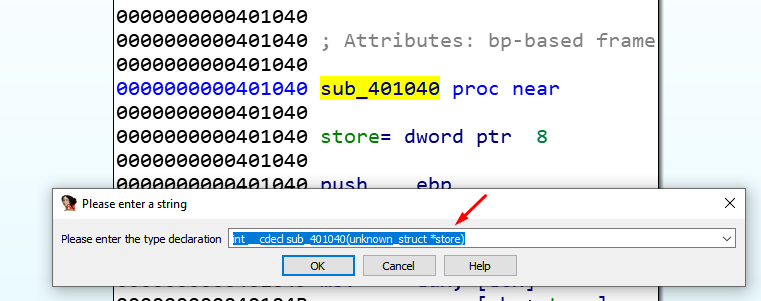 0000000000401040
0000000000401040 ; Attributes: bp-based frame
0000000000401040
0000000000401040 sub_401040 proc near
0000000000401040
0000000000401040 store= dword ptr  8
0000000000401040
0000000000401040 push    ebp
Please enter a string
Please enter the type declaration int __cdecl sub_401040(unknown_struct *store)
OK Cancel Help